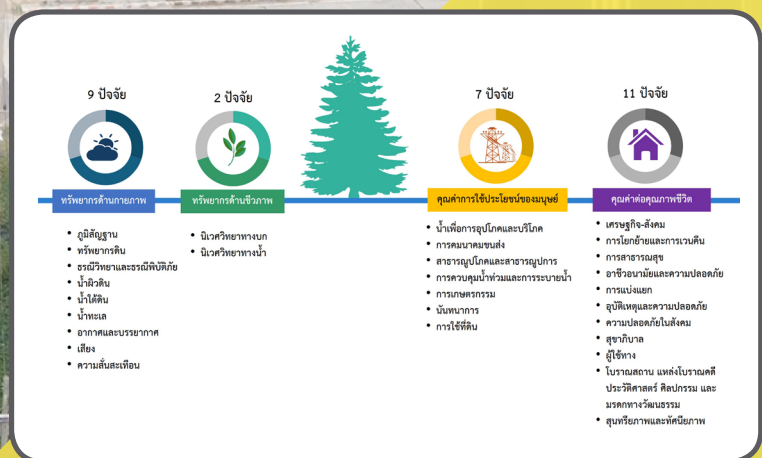 9 ปัจจัย
ทรัพยากรด้านกายภาพ
• ภูมิสัญฐาน
• ทรัพยากรดิน
• ธรณีวิทยาและธรณีพิบัติภัย
• น้ำผิวดิน
• น้ำใต้ดิน
• น้ำทะเล
• อากาศและบรรยากาศ
• เสียง
• ความสั่นสะเทือน
2 ปัจจัย
ทรัพยากรด้านชีวภาพ
• นิเวศวิทยาทางบก
• นิเวศวิทยาทางน้ำ
7 ปัจจัย
คุณค่าการใช้ประโยชน์ของมนุษย์
• น้ำเพื่อการอุปโภคและบริโภค
• การคมนาคมขนส่ง
• สาธารณูปโภคและสาธารณูปการ
• การควบคุมน้ำท่วมและการระบายน้ำ
• การเกษตรกรรม
• นันทนาการ
• การใช้ที่ดิน
11 ปัจจัย
คุณค่าต่อคุณภาพชีวิต
• เศรษฐกิจ-สังคม
• การโยกย้ายและการเวนคืน
• การสาธารณสุข
• อาชีวอนามัยและความปลอดภัย
• การแบ่งแยก
• อุบัติเหตุและความปลอดภัย
• ความปลอดภัยในสังคม
• สุขาภิบาล
• ผู้ใช้ทาง
• โบราณสถาน แหล่งโบราณคดี
ประวัติศาสตร์ ศิลปกรรม และ
มรดกทางวัฒนธรรม
• สุนทรียภาพและทัศนียภาพ